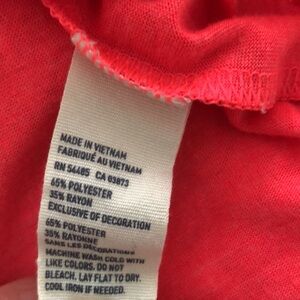 MADE IN VIETNAM
FABRIQUÉ AU VIETNAM
RN 54485 CA 03873
65% POLYESTER
35% RAYON
EXCLUSIVE OF DECORATION
65% POLYESTER
35% RAYONNE
SANS LES DÉCORATIONS
MACHINE WASH COLD WITH
LIKE COLORS. DO NOT
BLEACH. LAY FLAT TO DRY.
COOL IRON IF NEEDED.